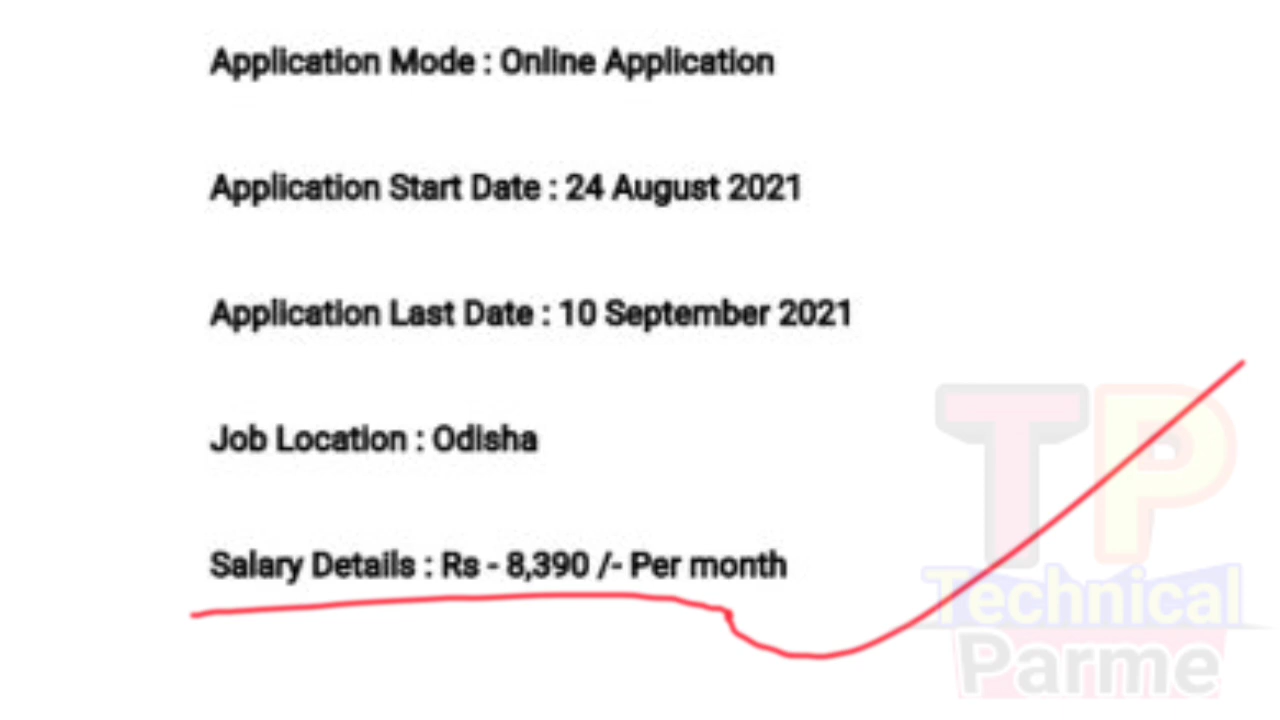 Application Mode : Online Application
Application Start Date : 24 August 2021
Application Last Date : 10 September 2021
Job Location : Odisha
Salary Details : Rs - 8,390 /- Per month
TP
Technical
Parme